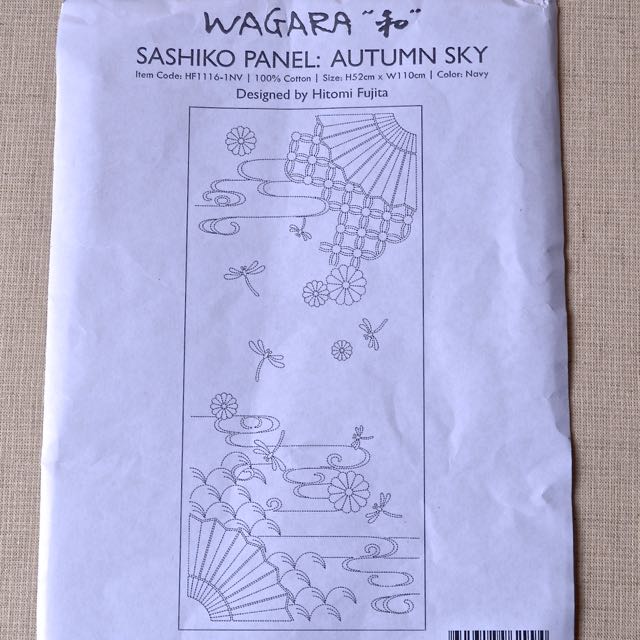 WAGARA "和"
SASHIKO PANEL: AUTUMN SKY
Item Code: HF1116-1NV | 100% Cotton | Size: H52cm x W110cm | Color: Navy
Designed by Hitomi Fujita